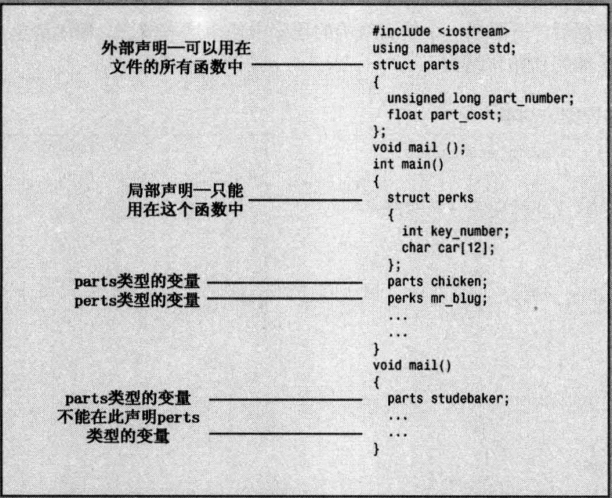 外部声明—可以用在
文件的所有函数中
#include <iostream>
using namespace std;
struct parts
{
unsigned long part_number;
float part_cost;
};
void mail ();
int main()
{
局部声明—只能
用在这个函数中
struct perks
{
int key_number;
char car[12];
};
parts类型的变量
parts chicken;
perts类型的变量
perks mr_blug;
...
...
}
void mail()
{
parts类型的变量
parts studebaker;
不能在此声明perts
类型的变量
...
...
}